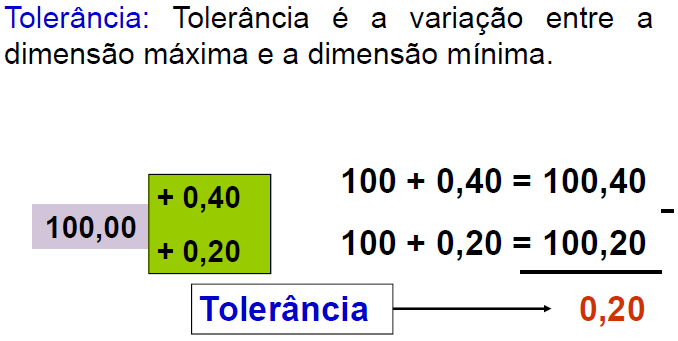 Tolerância: Tolerância é a variação entre a
dimensão máxima e a dimensão mínima.
+ 0,40
100,00
+ 0,20
100 + 0,40 = 100,40
-
100 + 0,20 = 100,20
Tolerância
0,20